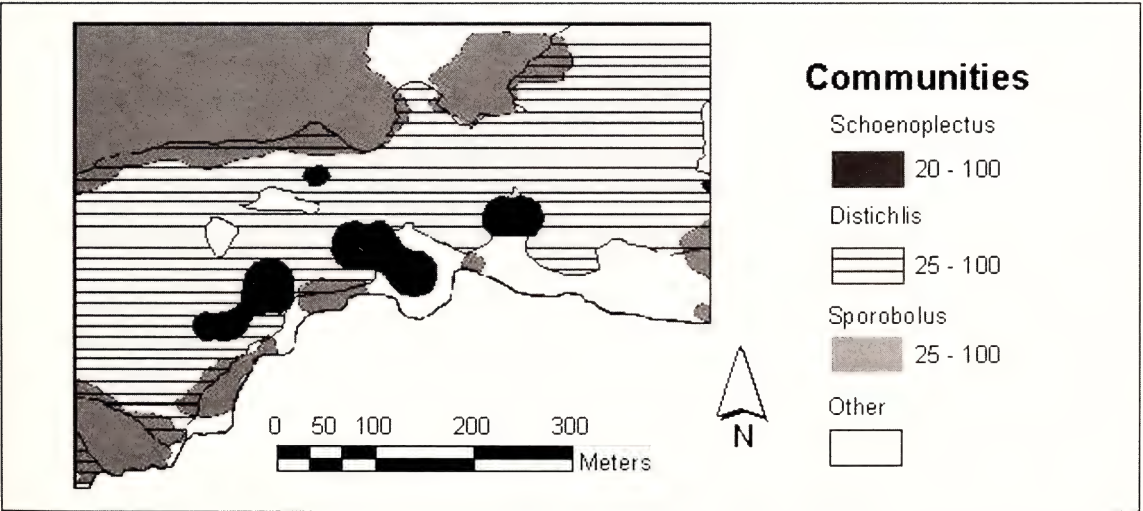 Communities
Schoenoplectus
20 - 100
Distichlis
25 - 100
Sporobolus
25 - 100
Other
N
0 50 100 200 300
Meters